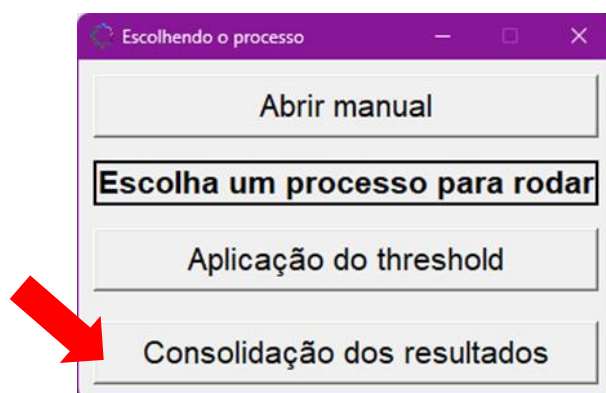 Escolhendo o processo
Abrir manual
Escolha um processo para rodar
Aplicação do threshold
Consolidação dos resultados